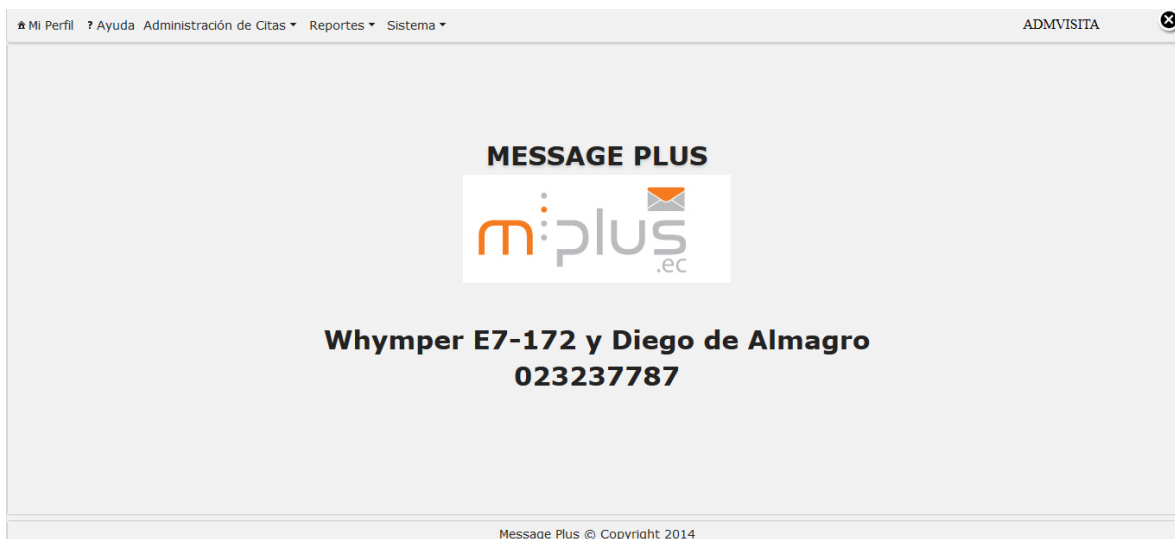 Mi Perfil ? Ayuda Administración de Citas Reportes Sistema ADMVISITA
MESSAGE PLUS
mplus
.ec
Whymper E7-172 y Diego de Almagro
023237787
Message Plus © Copyright 2014